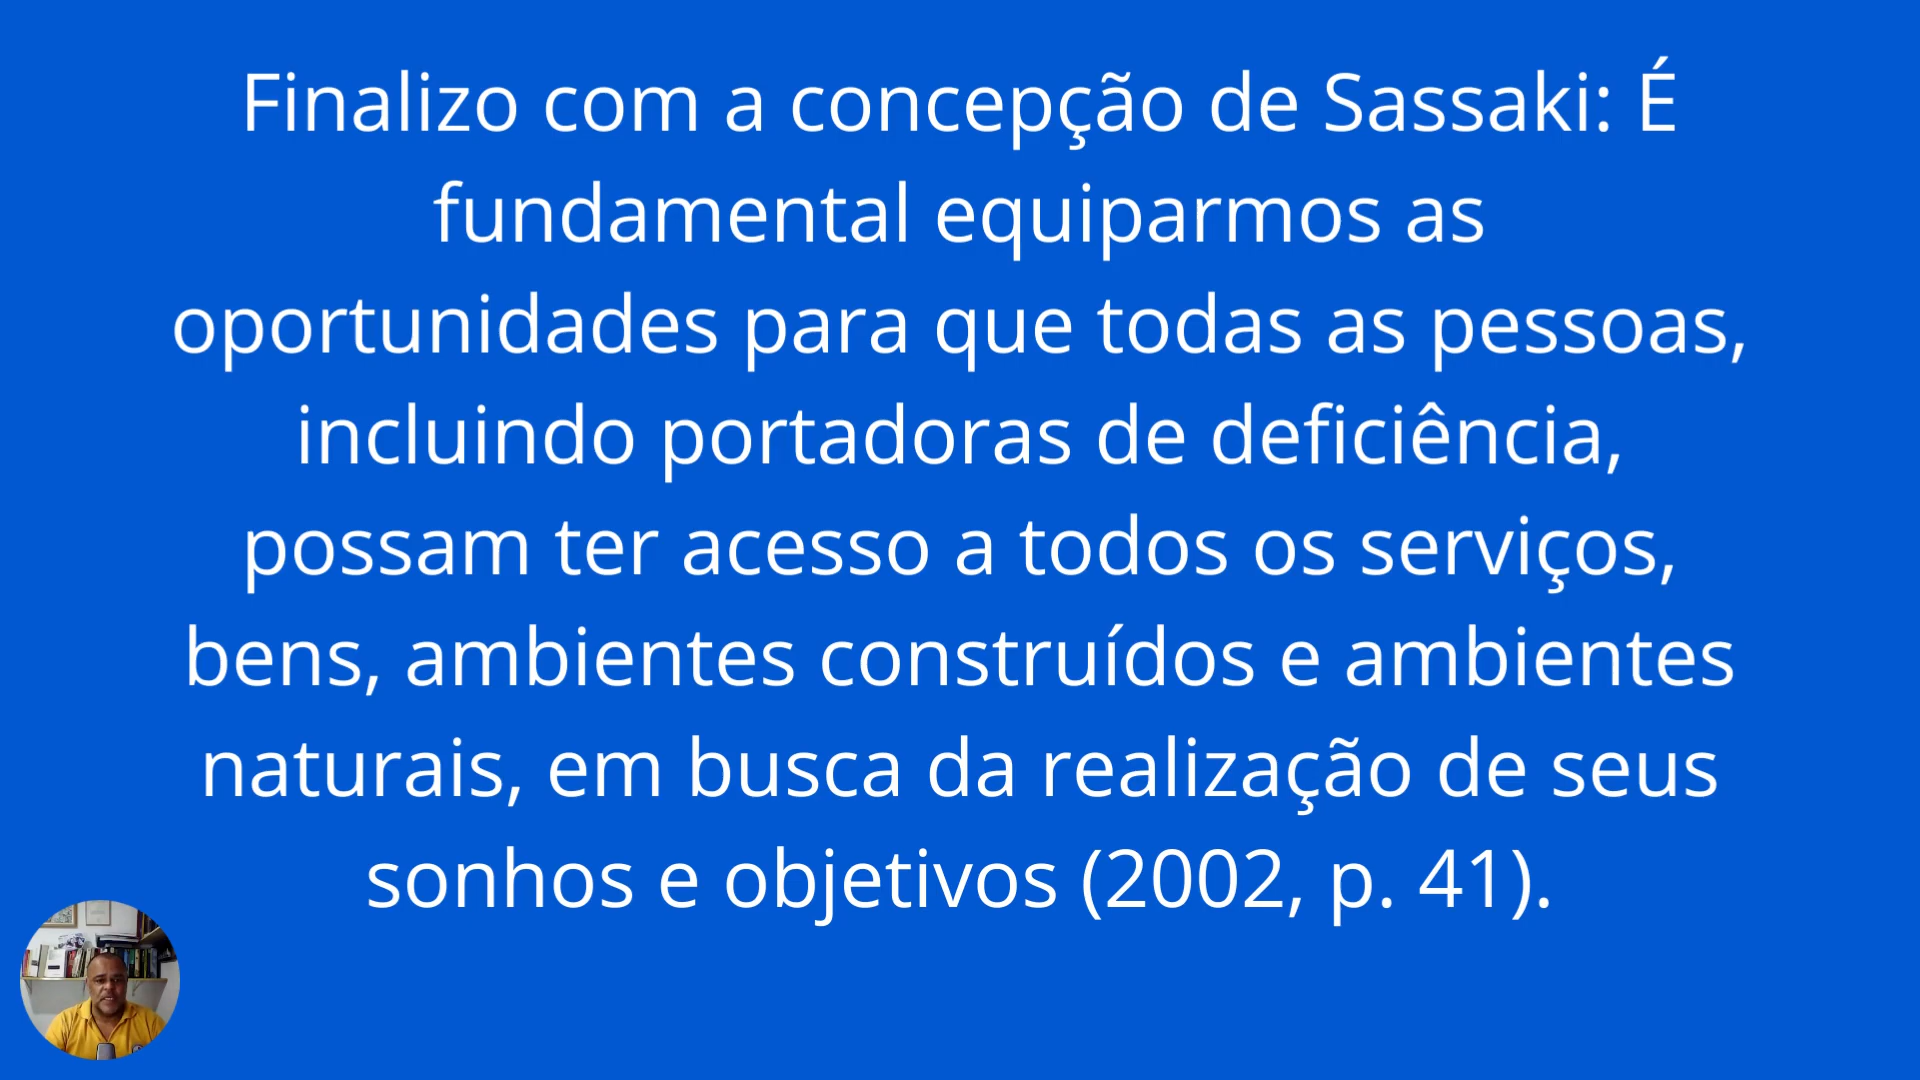 Finalizo com a concepção de Sassaki: É
fundamental equiparmos as
oportunidades para que todas as pessoas,
incluindo portadoras de deficiência,
possam ter acesso a todos os serviços,
bens, ambientes construídos e ambientes
naturais, em busca da realização de seus
sonhos e objetivos (2002, p. 41).